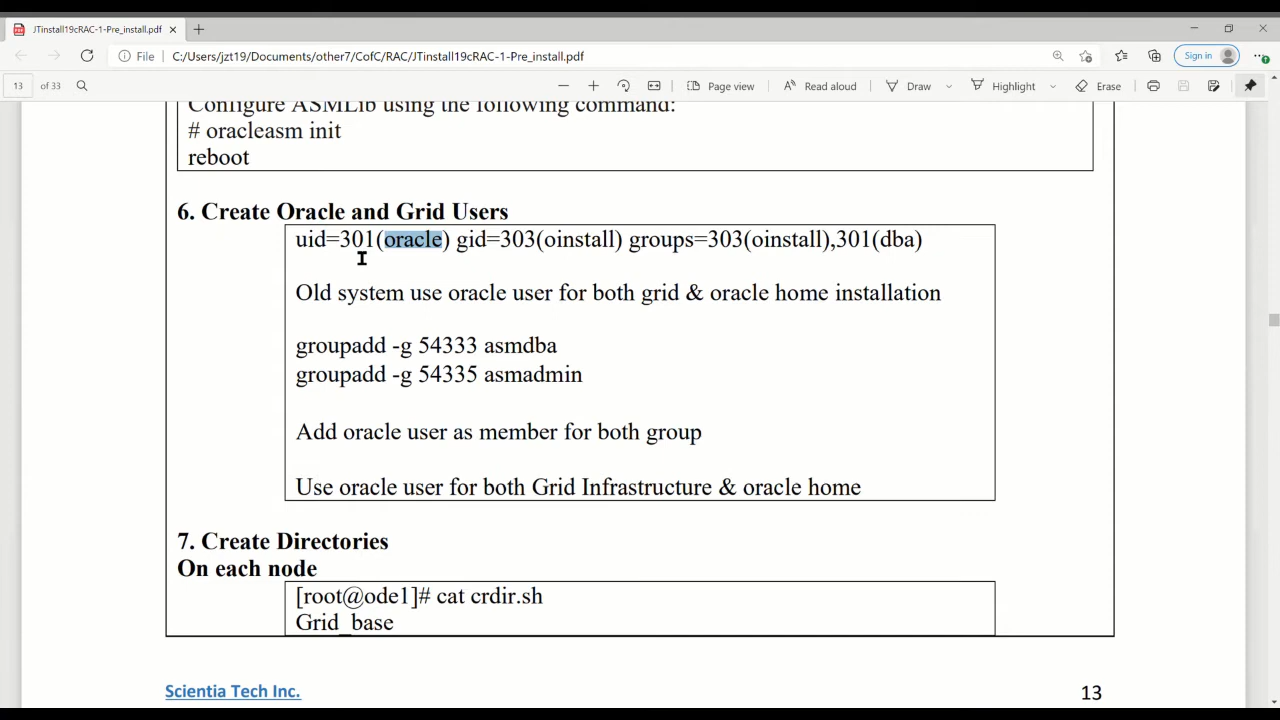 JTinstall19cRAC-1-Pre_install.pdf
File
C:/Users/jzt19/Documents/other7/CofC/RAC/JTinstall19cRAC-1-Pre_install.pdf
Sign in
13 of 33
Page view
Read aloud
Draw
Highlight
Erase
Configure ASMLib using the following command:
# oracleasm init
reboot
6. Create Oracle and Grid Users
uid=301(oracle) gid=303(oinstall) groups=303(oinstall),301(dba)
Old system use oracle user for both grid & oracle home installation
groupadd -g 54333 asmdba
groupadd -g 54335 asmadmin
Add oracle user as member for both group
Use oracle user for both Grid Infrastructure & oracle home
7. Create Directories
On each node
[root@ode1]# cat crdir.sh
Grid_base
Scientia Tech Inc.
13